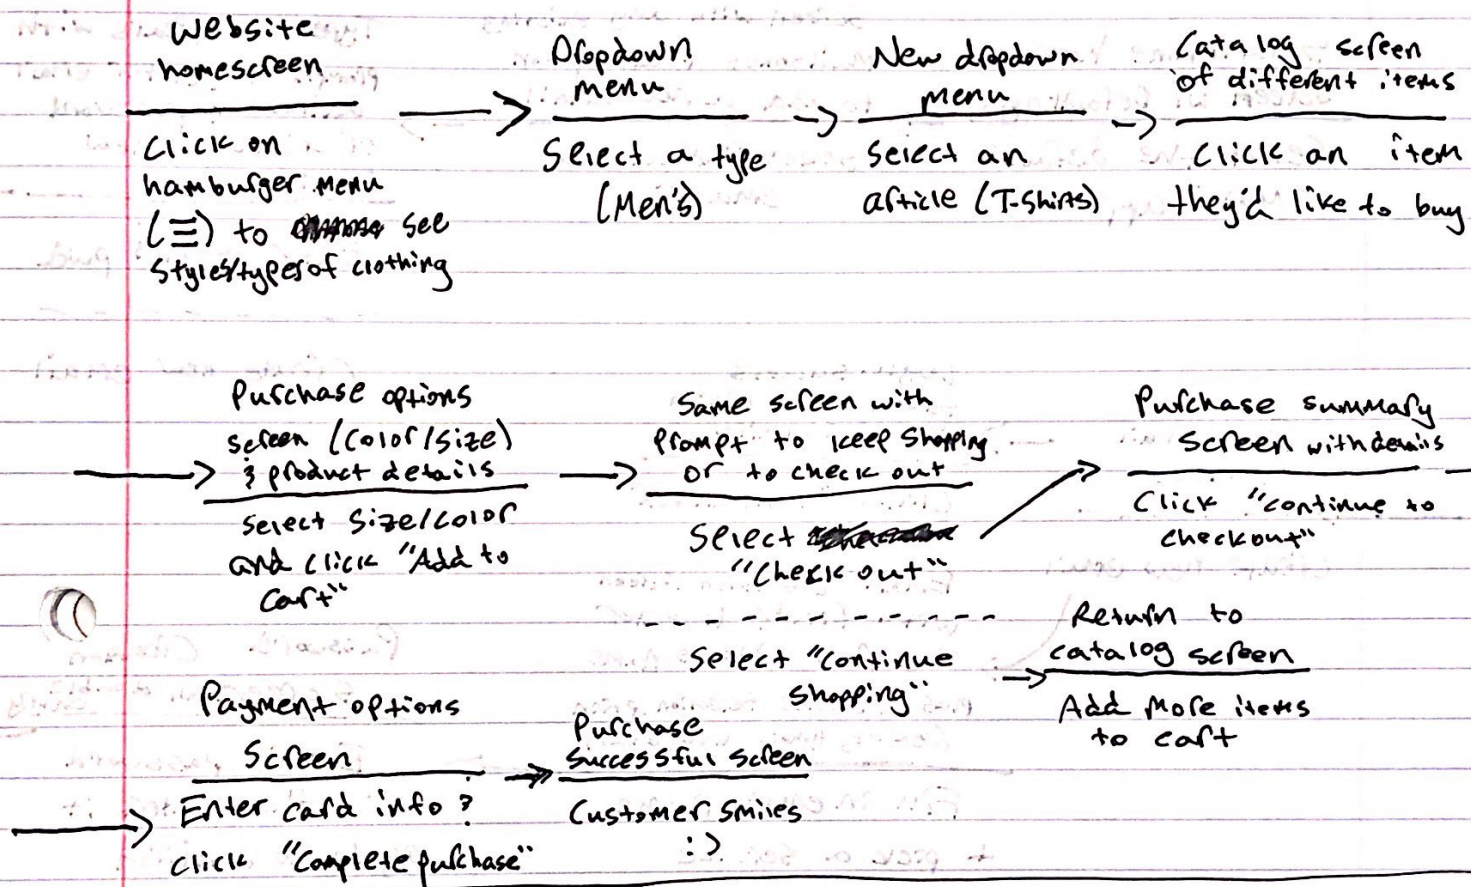 website
homescreen
Click on
hamburger menu
(☰) to see
styles/types of clothing
Dropdown
menu
Select a type
(Men's)
New dropdown
menu
Select an
article (T-shirts)
Catalog screen
of different items
Click an item
they'd like to buy
Purchase options
screen (color/size)
& product details
Select size/color
and click "Add to
Cart"
Same screen with
prompt to keep shopping
or to check out
Select
"Check out"
Select "continue
shopping"
Purchase summary
screen with details
Click "continue to
checkout"
Return to
catalog screen
Add more items
to cart
Payment options
Screen
Enter card info &
click "Complete purchase"
Purchase
successful screen
Customer smiles
:)